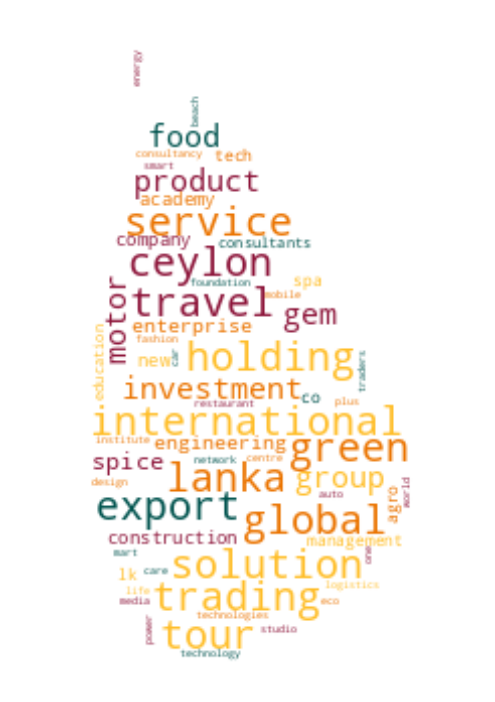 energy
beach
food
consultancy tech
smart
product
academy
service
company consultants
ceylon
foundation spa
motor travel mobile gem
enterprise
fashion
education new car holding traders
investment co
restaurant plus
international
institute engineering green
spice network centre
design lanka group
auto world
export agro
global
construction management
mart one
solution
lk care
life trading logistics
media eco
technologies
power tour studio
technology